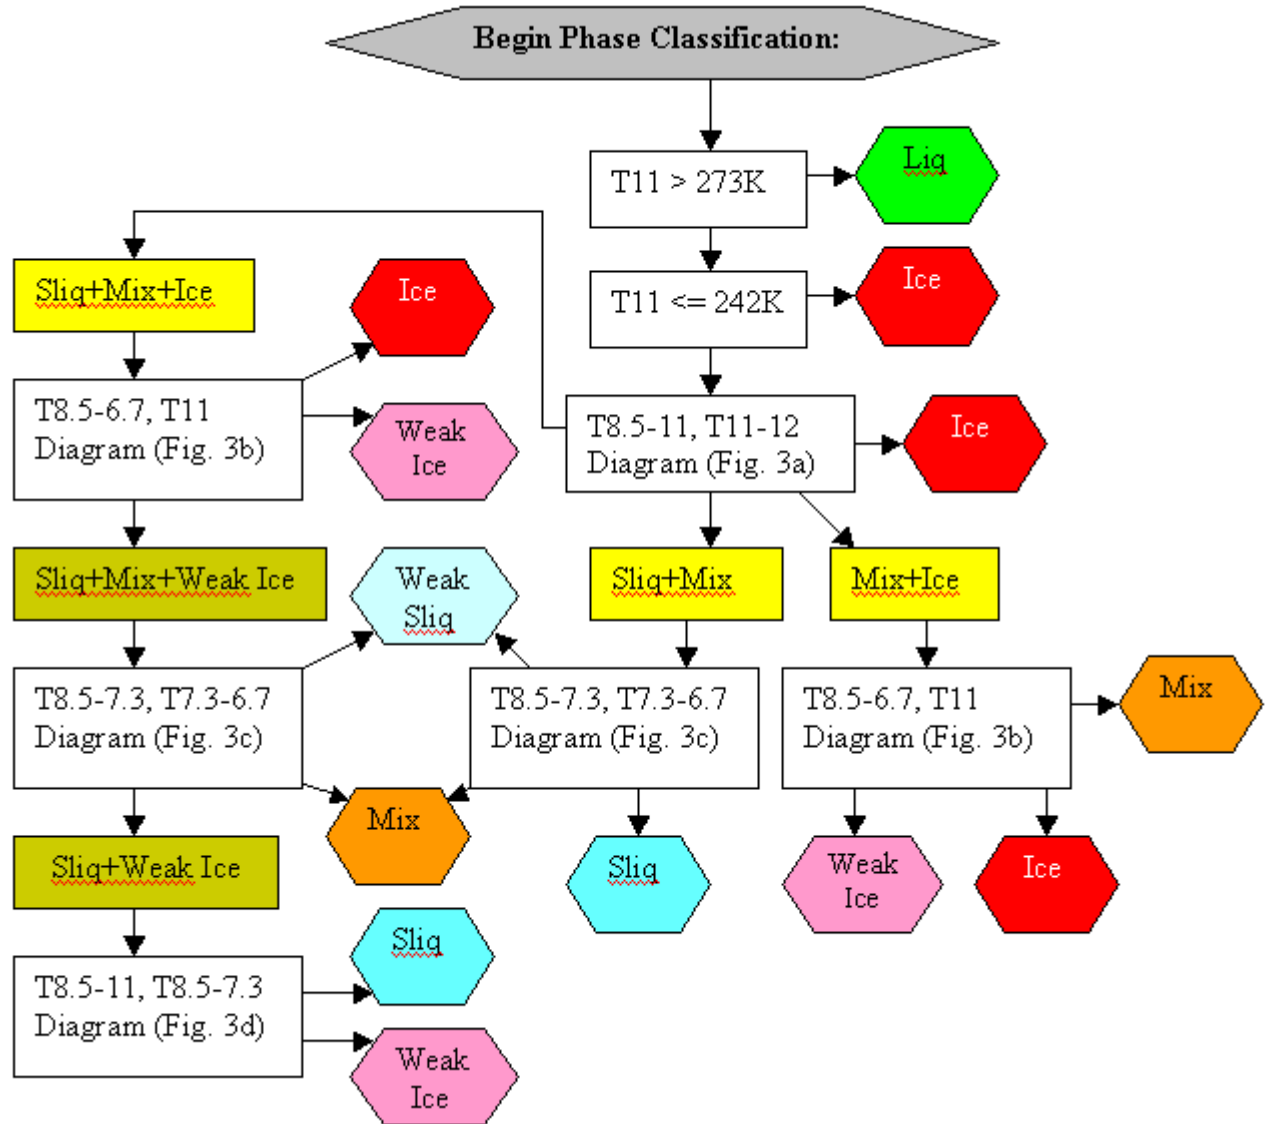 Begin Phase Classification:
T11 > 273K
Liq
T11 <= 242K
Ice
Sliq+Mix+Ice
Ice
T8.5-6.7, T11
Diagram (Fig. 3b)
Weak
Ice
T8.5-11, T11-12
Diagram (Fig. 3a)
Ice
Sliq+Mix+Weak Ice
Weak
Sliq
Sliq+Mix
Mix+Ice
T8.5-7.3, T7.3-6.7
Diagram (Fig. 3c)
T8.5-7.3, T7.3-6.7
Diagram (Fig. 3c)
T8.5-6.7, T11
Diagram (Fig. 3b)
Mix
Mix
Sliq+Weak Ice
Sliq
Weak
Ice
Ice
T8.5-11, T8.5-7.3
Diagram (Fig. 3d)
Sliq
Weak
Ice